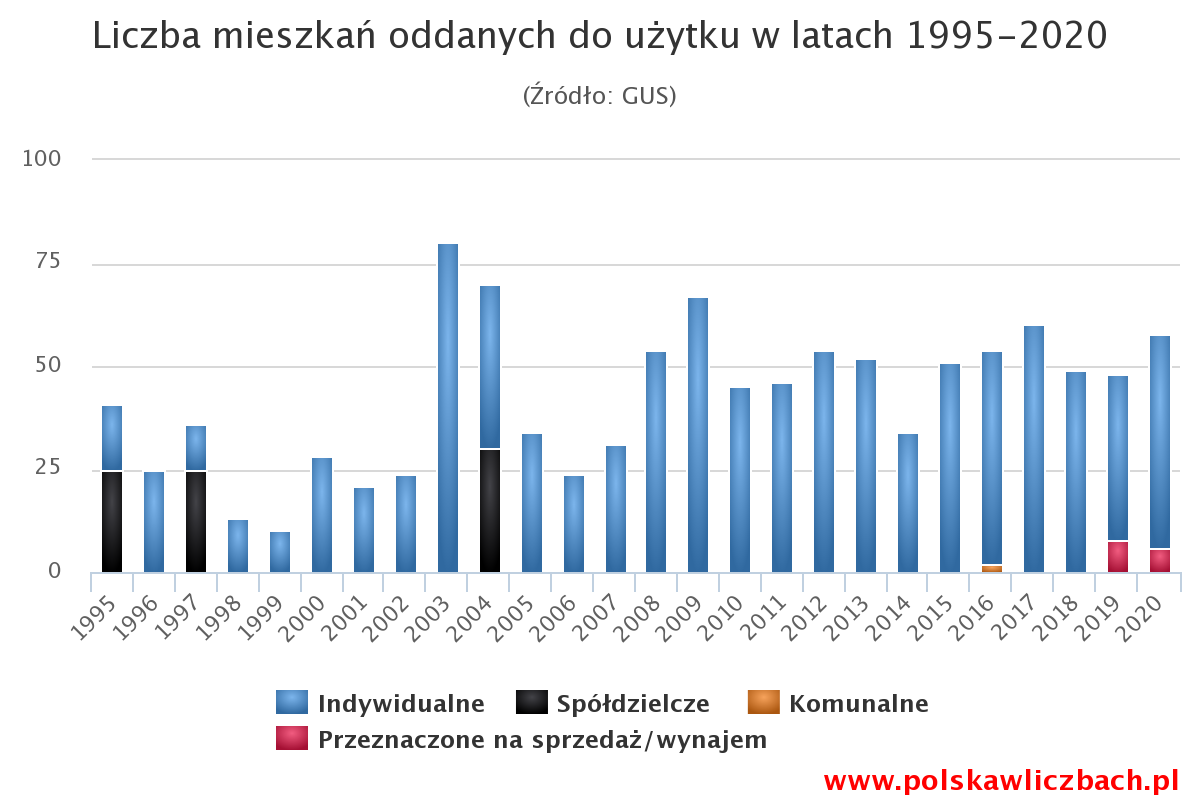 Liczba mieszkań oddanych do użytku w latach 1995-2020
(Źródło: GUS)
100
75
50
25
0
1995 1996 1997 1998 1999 2000 2001 2002 2003 2004 2005 2006 2007 2008 2009 2010 2011 2012 2013 2014 2015 2016 2017 2018 2019 2020
Indywidualne Spółdzielcze Komunalne
Przeznaczone na sprzedaż/wynajem
www.polskawliczbach.pl